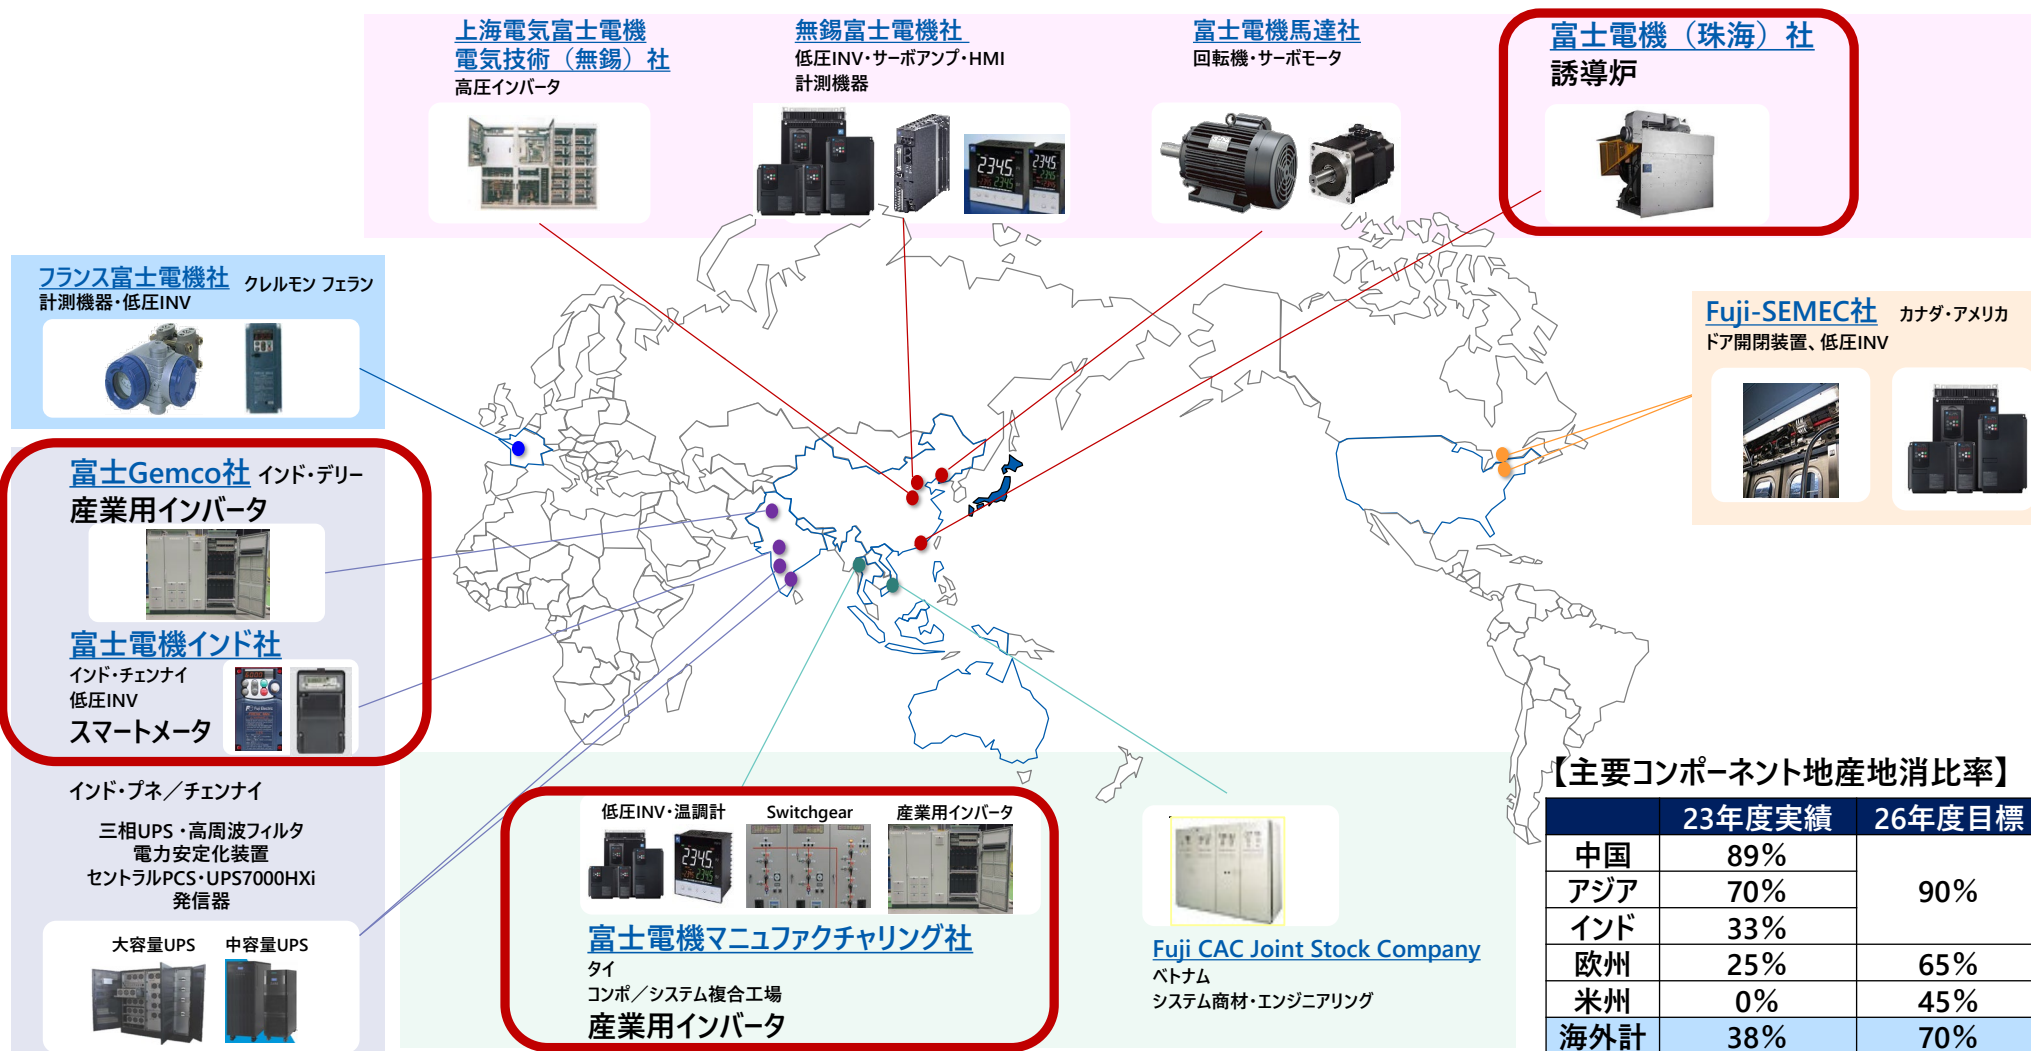 上海電気富士電機
電気技術（無錫）社
高圧インバータ
無錫富士電機社
低圧INV・サーボアンプ・HMI
計測機器
富士電機馬達社
回転機・サーボモータ
富士電機（珠海）社
誘導炉
フランス富士電機社 クレルモン フェラン
計測機器・低圧INV
Fuji-SEMEC社 カナダ・アメリカ
ドア開閉装置、低圧INV
富士Gemco社 インド・デリー
産業用インバータ
富士電機インド社
インド・チェンナイ
低圧INV
スマートメータ
インド・プネ／チェンナイ
三相UPS・高周波フィルタ
電力安定化装置
セントラルPCS・UPS7000HXi
発信器
大容量UPS 中容量UPS
低圧INV・温調計 Switchgear 産業用インバータ
富士電機マニュファクチャリング社
タイ
コンポ／システム複合工場
産業用インバータ
Fuji CAC Joint Stock Company
ベトナム
システム商材・エンジニアリング
【主要コンポーネント地産地消比率】
23年度実績 26年度目標
中国 89%
アジア 70% 90%
インド 33%
欧州 25% 65%
米州 0% 45%
海外計 38% 70%